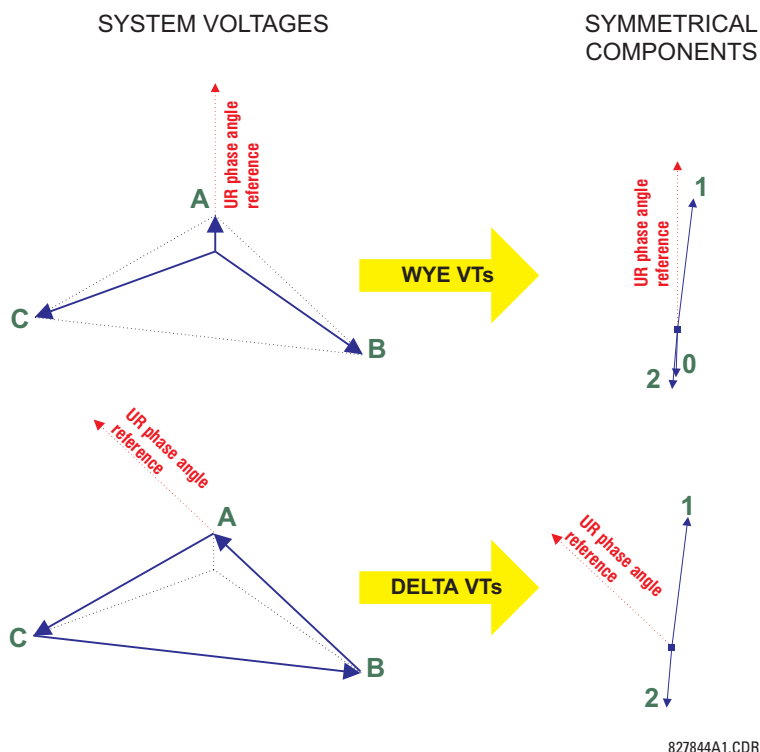 SYSTEM VOLTAGES
SYMMETRICAL
COMPONENTS
UR phase angle
reference
A
C
B
WYE VTs
UR phase angle
reference
1
2
0
UR phase angle
reference
A
C
B
DELTA VTs
UR phase angle
reference
1
2
827844A1.CDR